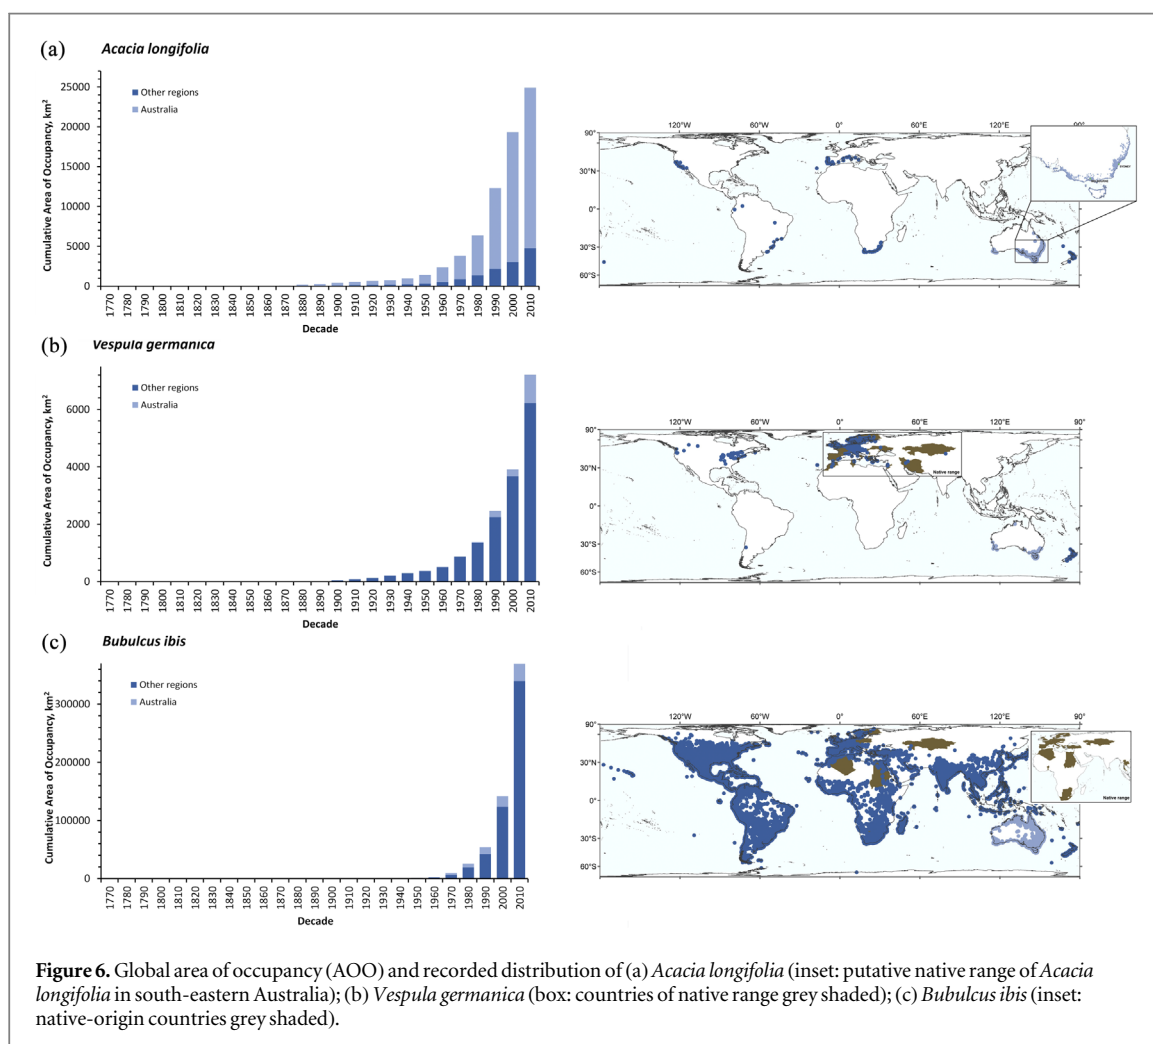 (a) Acacia longifolia
25000
20000
15000
10000
5000
0
Cumulative Area of Occupancy, km²
Other regions
Australia
1770 1780 1790 1800 1810 1820 1830 1840 1850 1860 1870 1880 1890 1900 1910 1920 1930 1940 1950 1960 1970 1980 1990 2000 2010
Decade
120°W 60°W 0° 60°E 120°E 90°
90°
30°N
0°
30°S
60°S
(b) Vespula germanica
6000
4000
2000
0
Cumulative Area of Occupancy, km²
Other regions
Australia
1770 1780 1790 1800 1810 1820 1830 1840 1850 1860 1870 1880 1890 1900 1910 1920 1930 1940 1950 1960 1970 1980 1990 2000 2010
Decade
120°W 60°W 0° 60°E 120°E 90°
90°
30°N
0°
30°S
60°S
Native range
(c) Bubulcus ibis
300000
200000
100000
0
Cumulative Area of Occupancy, km²
Other regions
Australia
1770 1780 1790 1800 1810 1820 1830 1840 1850 1860 1870 1880 1890 1900 1910 1920 1930 1940 1950 1960 1970 1980 1990 2000 2010
Decade
120°W 60°W 0° 60°E 120°E 90°
90°
30°N
0°
30°S
60°S
Native range
Figure 6. Global area of occupancy (AOO) and recorded distribution of (a) Acacia longifolia (inset: putative native range of Acacia
longifolia in south-eastern Australia); (b) Vespula germanica (box: countries of native range grey shaded); (c) Bubulcus ibis (inset:
native-origin countries grey shaded).